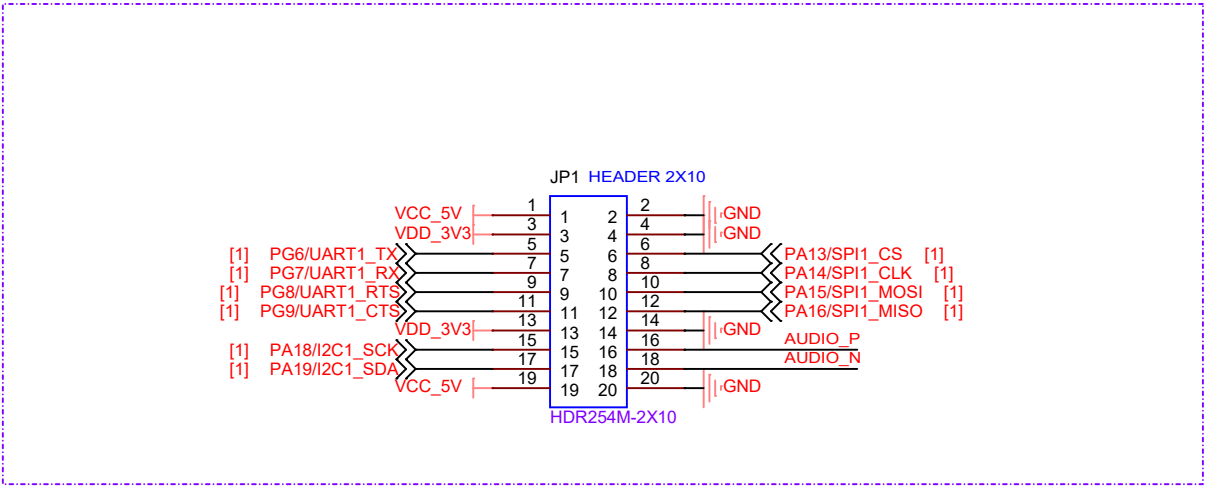 JP1 HEADER 2X10
VCC_5V 1 1 2 2 GND
VDD_3V3 3 3 4 4 GND
[1] PG6/UART1_TX 5 5 6 6 PA13/SPI1_CS [1]
[1] PG7/UART1_RX 7 7 8 8 PA14/SPI1_CLK [1]
[1] PG8/UART1_RTS 9 9 10 10 PA15/SPI1_MOSI [1]
[1] PG9/UART1_CTS 11 11 12 12 PA16/SPI1_MISO [1]
VDD_3V3 13 13 14 14 GND
[1] PA18/I2C1_SCK 15 15 16 16 AUDIO_P
[1] PA19/I2C1_SDA 17 17 18 18 AUDIO_N
VCC_5V 19 19 20 20 GND
HDR254M-2X10